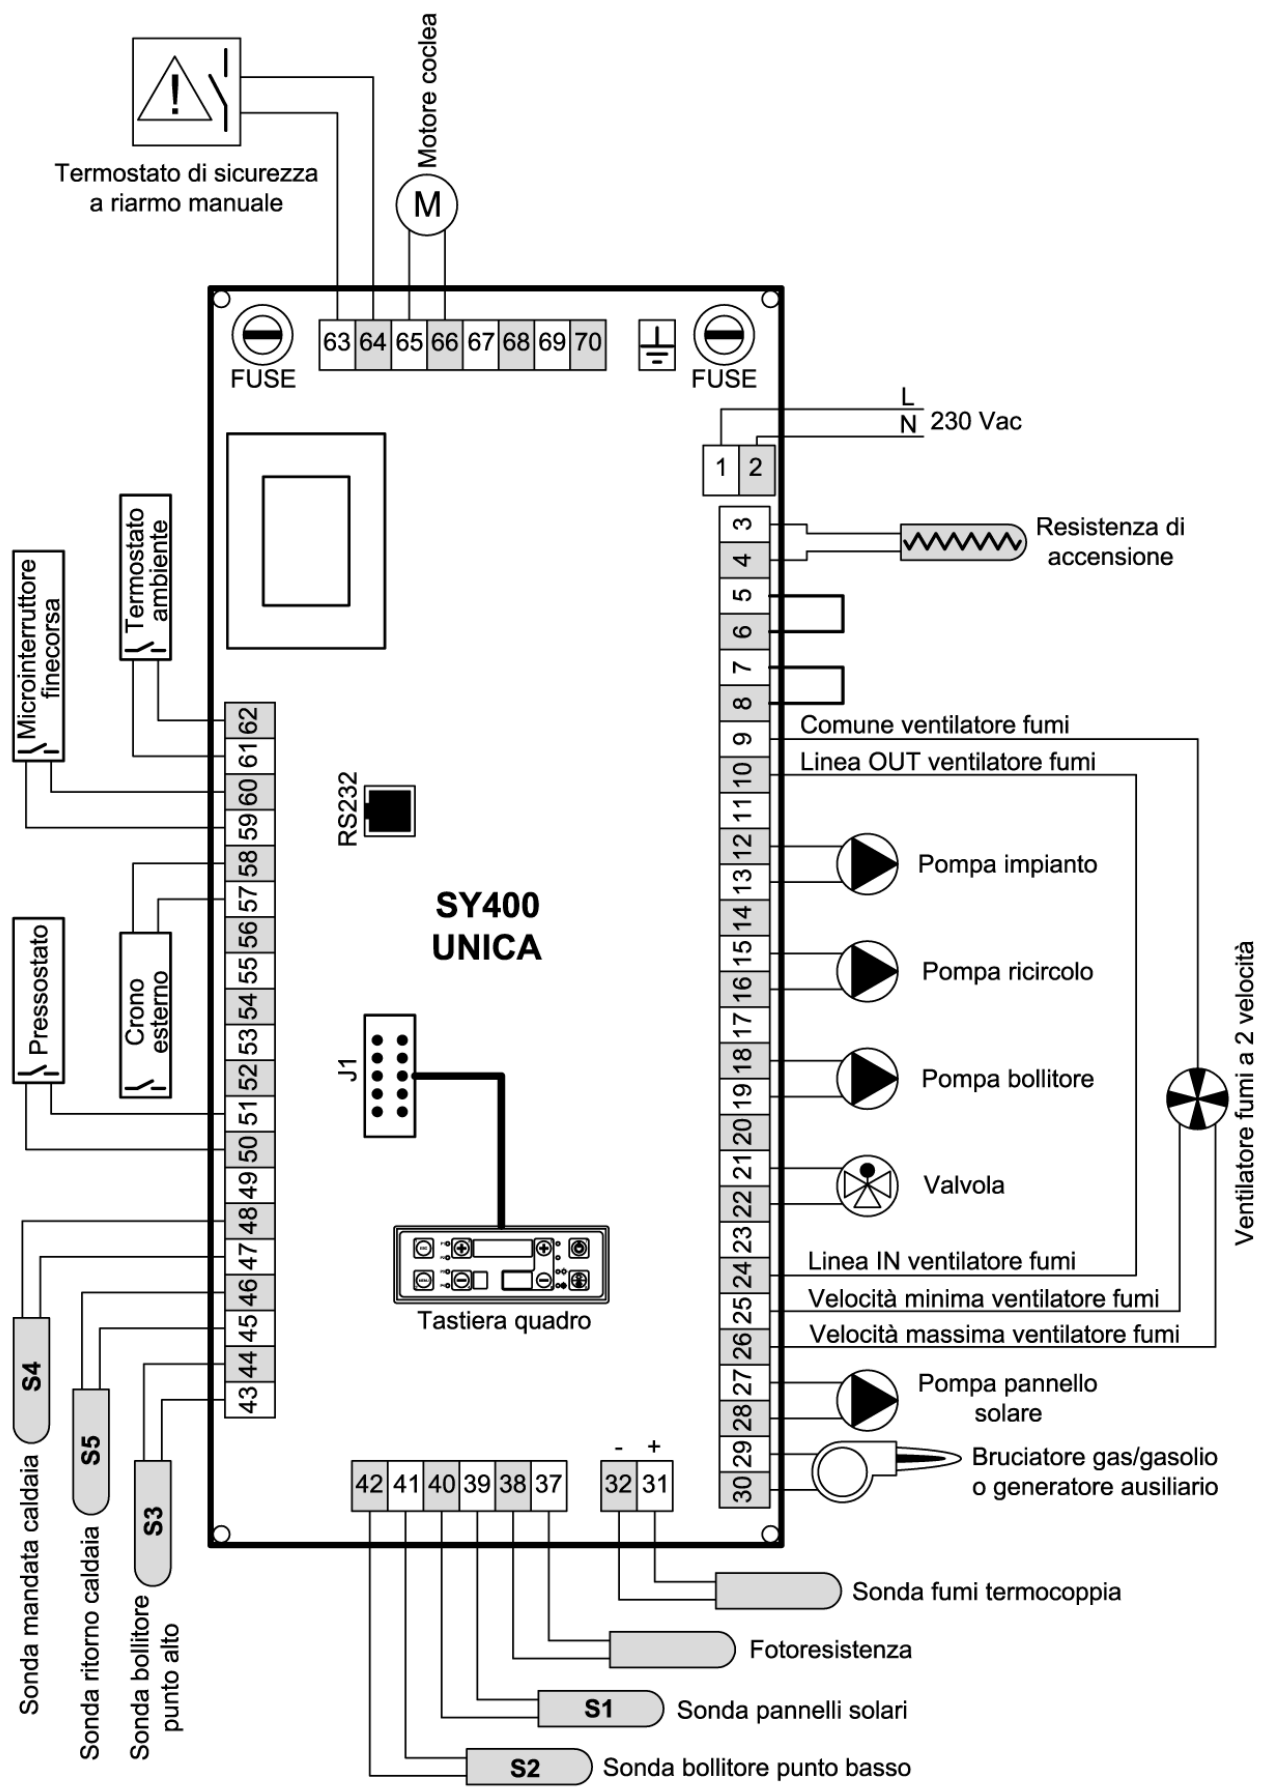 Motore coclea
Termostato di sicurezza
a riarmo manuale
M
FUSE
63 64 65 66 67 68 69 70
FUSE
L
N
230 Vac
1 2
3
4
5
6
7
8
9
10
11
12
13
14
15
16
17
18
19
20
21
22
23
24
25
26
27
28
29
30
Resistenza di
accensione
Comune ventilatore fumi
Linea OUT ventilatore fumi
Pompa impianto
Pompa ricircolo
Pompa bollitore
Valvola
Ventilatore fumi a 2 velocità
Linea IN ventilatore fumi
Velocità minima ventilatore fumi
Velocità massima ventilatore fumi
Pompa pannello
solare
Bruciatore gas/gasolio
o generatore ausiliario
Termostato
ambiente
Microinterruttore
finecorsa
62
61
60
59
58
57
56
55
54
53
52
51
50
49
48
47
46
45
44
43
Pressostato
Crono
esterno
RS232
SY400
UNICA
J1
Tastiera quadro
S4
S5
S3
Sonda mandata caldaia
Sonda ritorno caldaia
Sonda bollitore
punto alto
42 41 40 39 38 37
- +
32 31
Sonda fumi termocoppia
Fotoresistenza
S1
Sonda pannelli solari
S2
Sonda bollitore punto basso